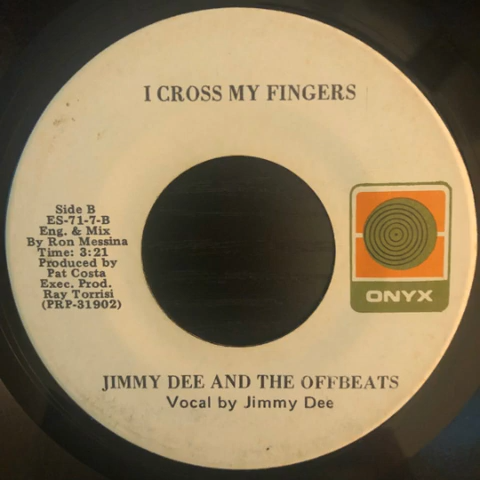 I CROSS MY FINGERS
Side B
ES-71-7-B
Eng. & Mix
By Ron Messina
Time: 3:21
Produced by
Pat Costa
Exec. Prod.
Ray Torrisi
(PRP-31902)
ONYX
JIMMY DEE AND THE OFFBEATS
Vocal by Jimmy Dee